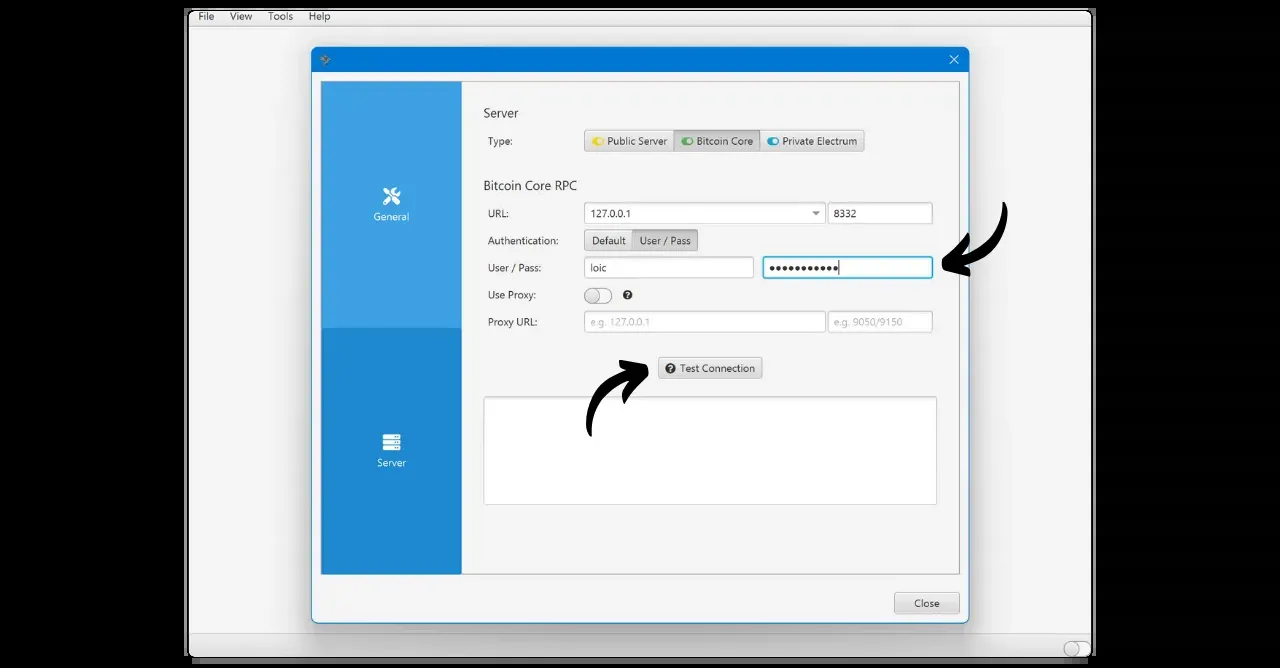 File View Tools Help
Server
Type: Public Server Bitcoin Core Private Electrum
Bitcoin Core RPC
URL: 127.0.0.1 8332
Authentication: Default User / Pass
User / Pass: loic •••••••••••
Use Proxy: ?
Proxy URL: e.g. 127.0.0.1 e.g. 9050/9150
? Test Connection
General
Server
Close